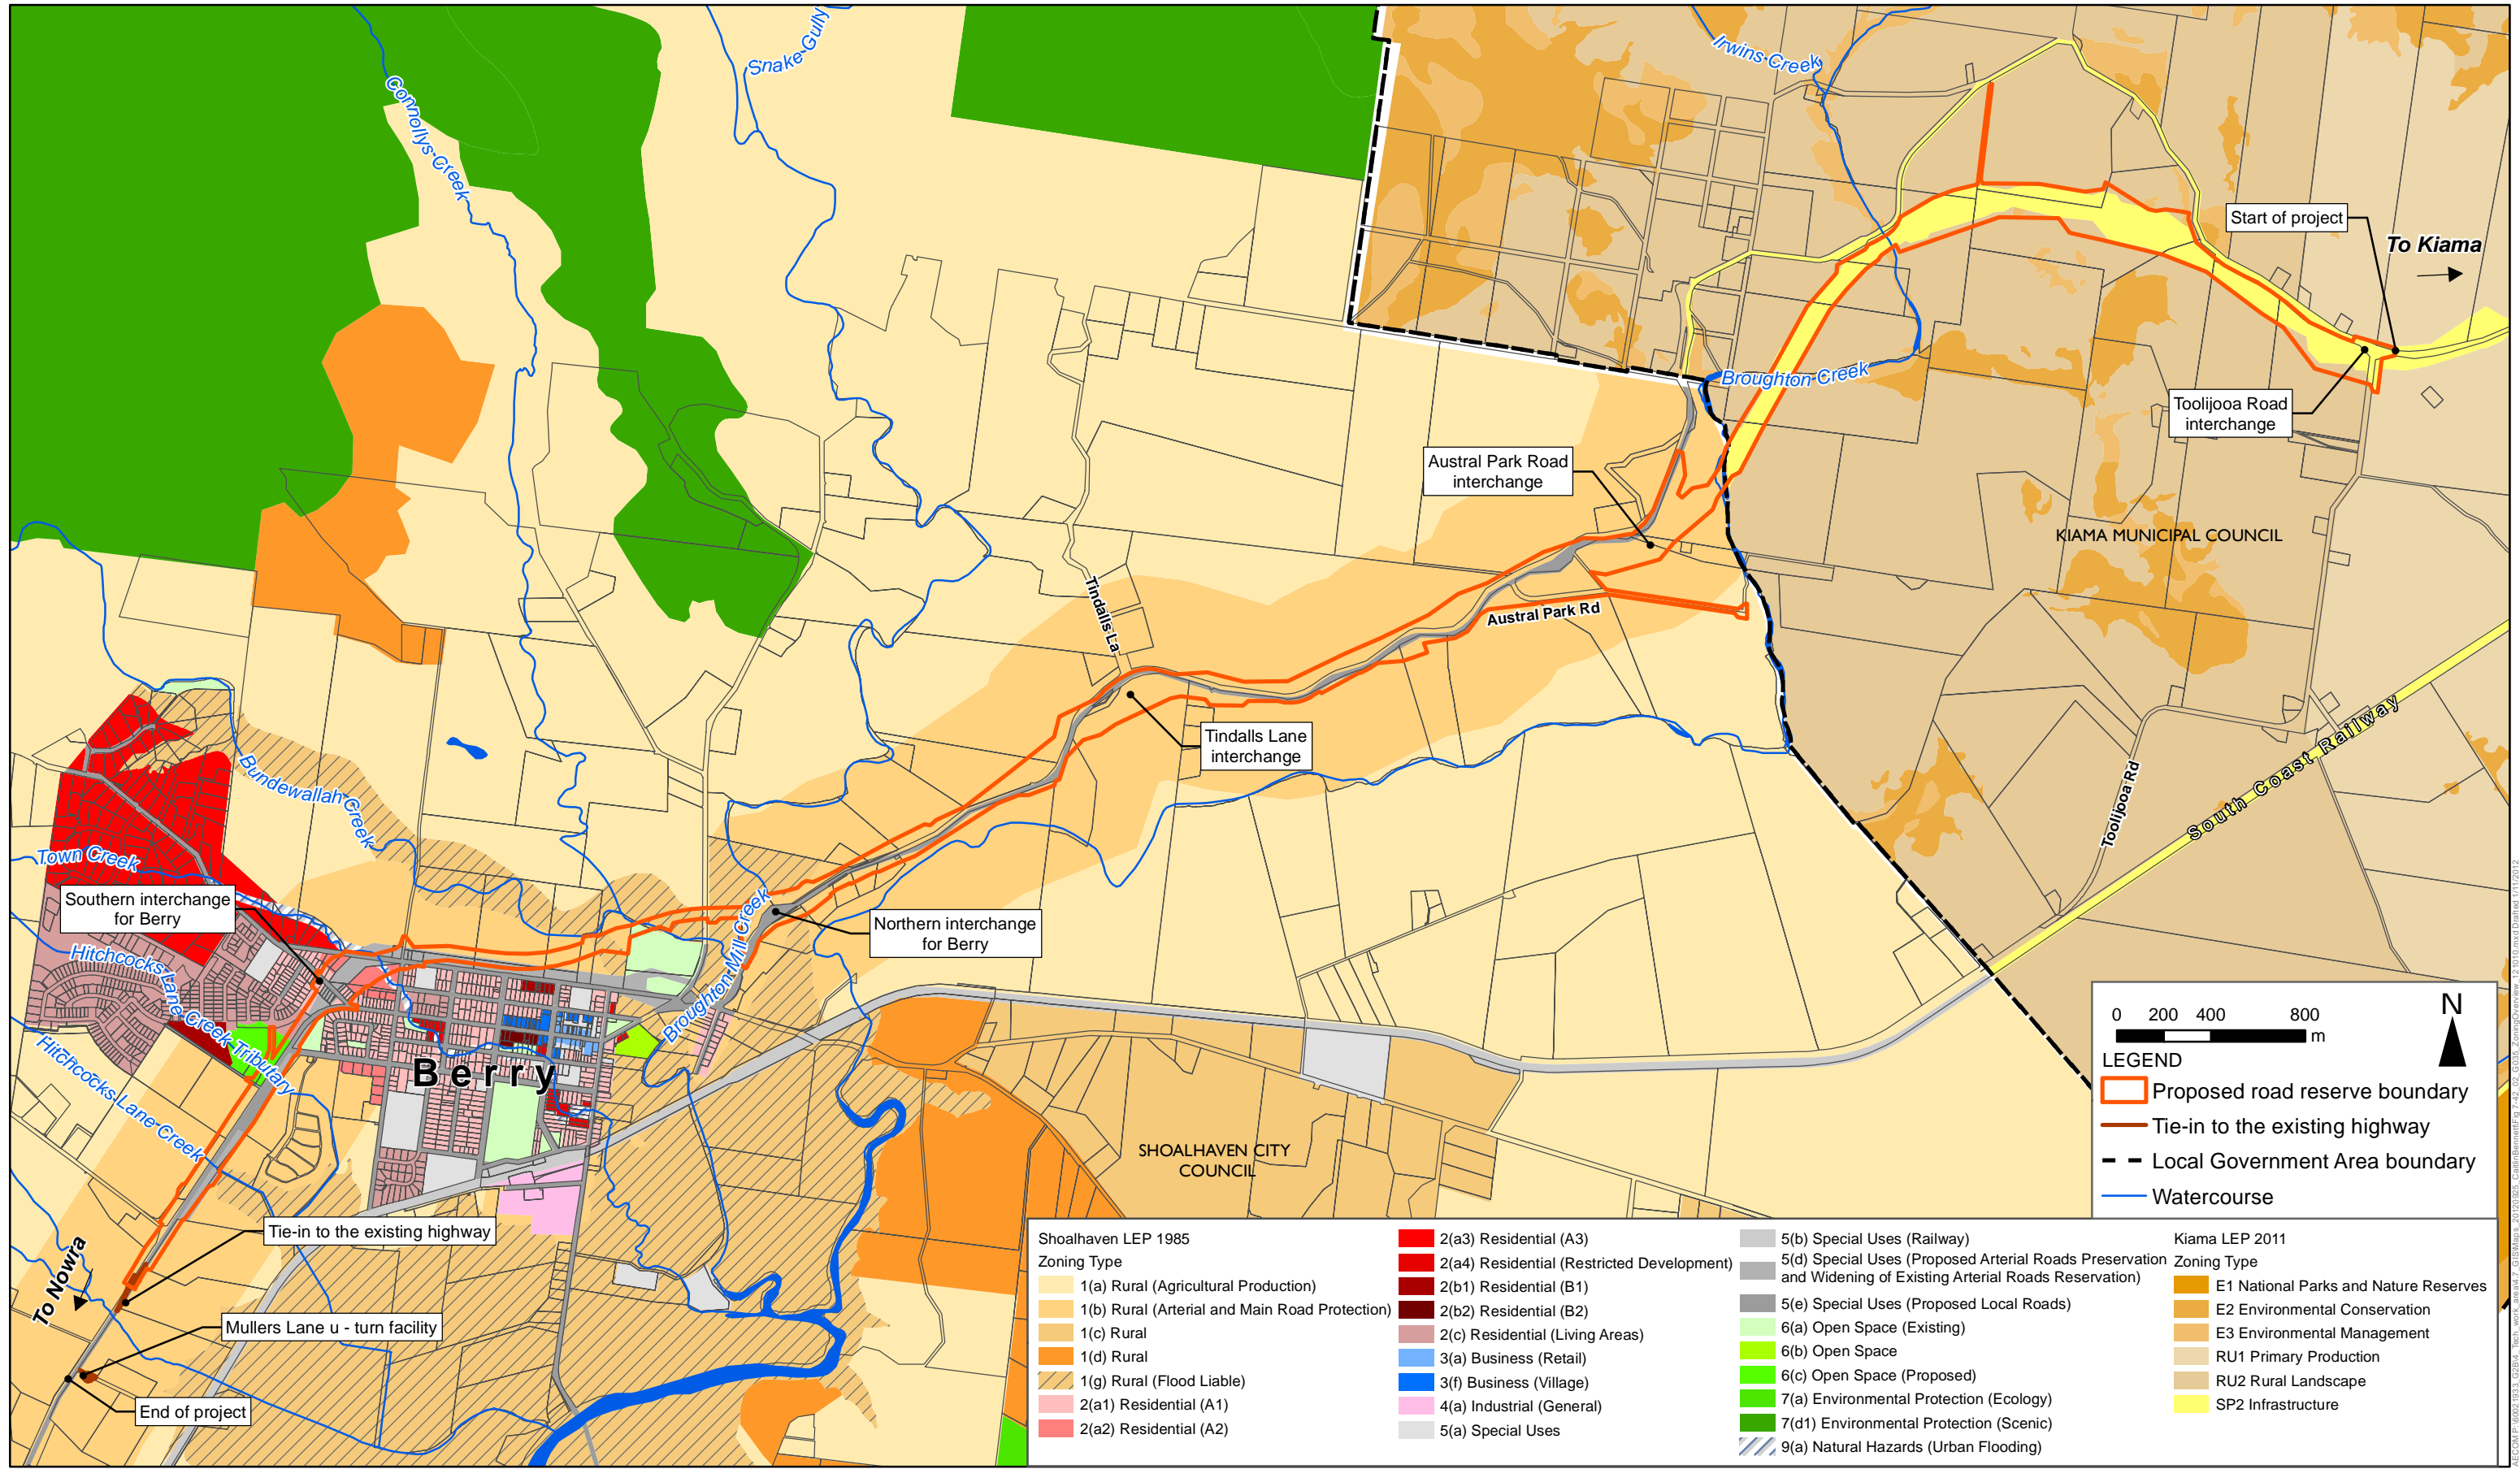 Snake Gully
Connollys Creek
Irwins Creek
Start of project
To Kiama
Broughton Creek
Toolijooa Road
interchange
Austral Park Road
interchange
KIAMA MUNICIPAL COUNCIL
Tindalls La
Austral Park Rd
Tindalls Lane
interchange
South Coast Railway
Toolijooa Rd
Bundewallah Creek
Town Creek
Southern interchange
for Berry
Northern interchange
for Berry
Broughton Mill Creek
Hitchcocks Lane Creek Tributary
Hitchcocks Lane Creek
Berry
SHOALHAVEN CITY
COUNCIL
Tie-in to the existing highway
To Nowra
Mullers Lane u - turn facility
End of project
N
0 200 400 800
m
LEGEND
Proposed road reserve boundary
Tie-in to the existing highway
Local Government Area boundary
Watercourse
Shoalhaven LEP 1985
Zoning Type
1(a) Rural (Agricultural Production)
1(b) Rural (Arterial and Main Road Protection)
1(c) Rural
1(d) Rural
1(g) Rural (Flood Liable)
2(a1) Residential (A1)
2(a2) Residential (A2)
2(a3) Residential (A3)
2(a4) Residential (Restricted Development)
2(b1) Residential (B1)
2(b2) Residential (B2)
2(c) Residential (Living Areas)
3(a) Business (Retail)
3(f) Business (Village)
4(a) Industrial (General)
5(a) Special Uses
5(b) Special Uses (Railway)
5(d) Special Uses (Proposed Arterial Roads Preservation
and Widening of Existing Arterial Roads Reservation)
5(e) Special Uses (Proposed Local Roads)
6(a) Open Space (Existing)
6(b) Open Space
6(c) Open Space (Proposed)
7(a) Environmental Protection (Ecology)
7(d1) Environmental Protection (Scenic)
9(a) Natural Hazards (Urban Flooding)
Kiama LEP 2011
Zoning Type
E1 National Parks and Nature Reserves
E2 Environmental Conservation
E3 Environmental Management
RU1 Primary Production
RU2 Rural Landscape
SP2 Infrastructure